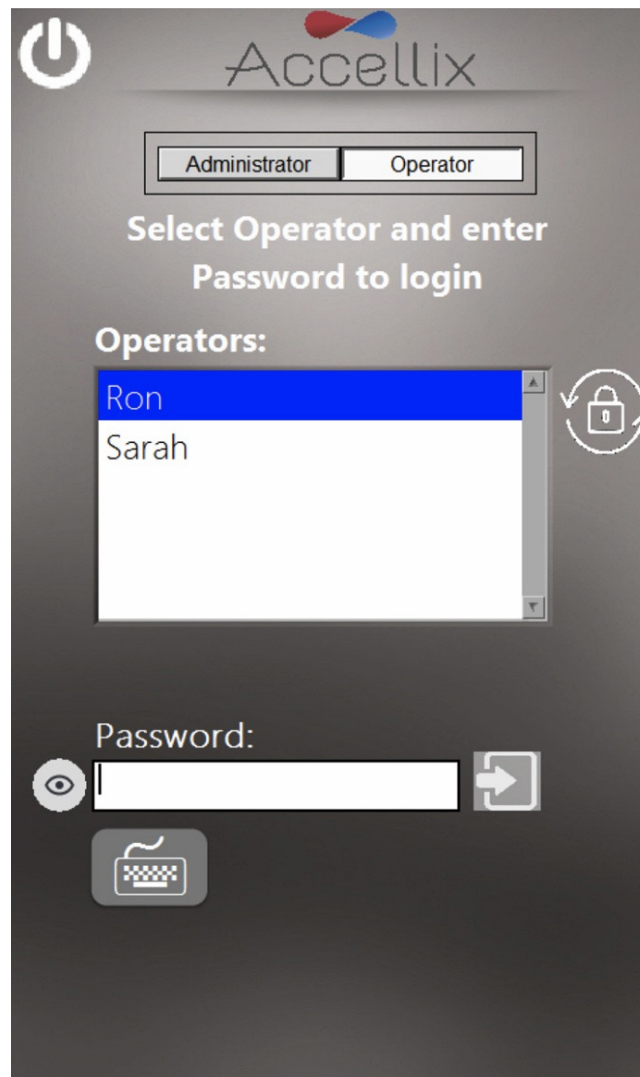 Accellix
Administrator Operator
Select Operator and enter
Password to login
Operators:
Ron
Sarah
Password: